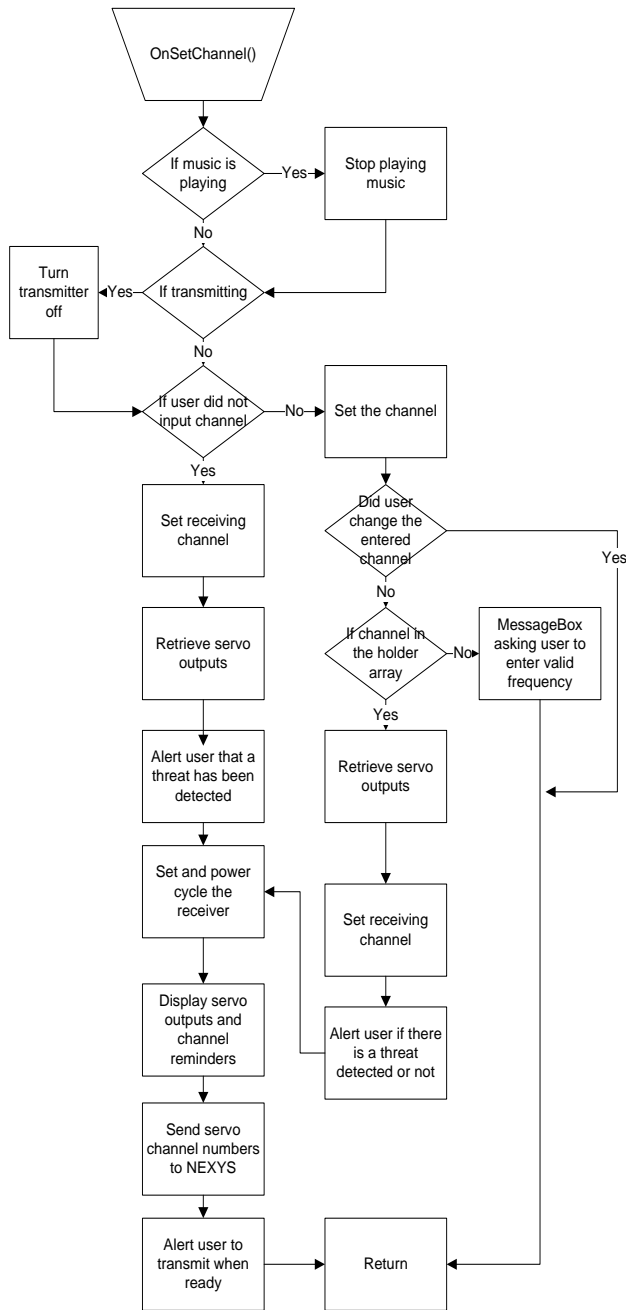 OnSetChannel()
If music is
playing
Yes
Stop playing
music
No
Turn
transmitter
off
Yes
If transmitting
No
If user did not
input channel
No
Set the channel
Yes
Did user
change the
entered
channel
Yes
Set receiving
channel
No
If channel in
the holder
array
No
MessageBox
asking user to
enter valid
frequency
Retrieve servo
outputs
Yes
Retrieve servo
outputs
Alert user that a
threat has been
detected
Set and power
cycle the
receiver
Set receiving
channel
Display servo
outputs and
channel
reminders
Alert user if there
is a threat
detected or not
Send servo
channel numbers
to NEXYS
Alert user to
transmit when
ready
Return